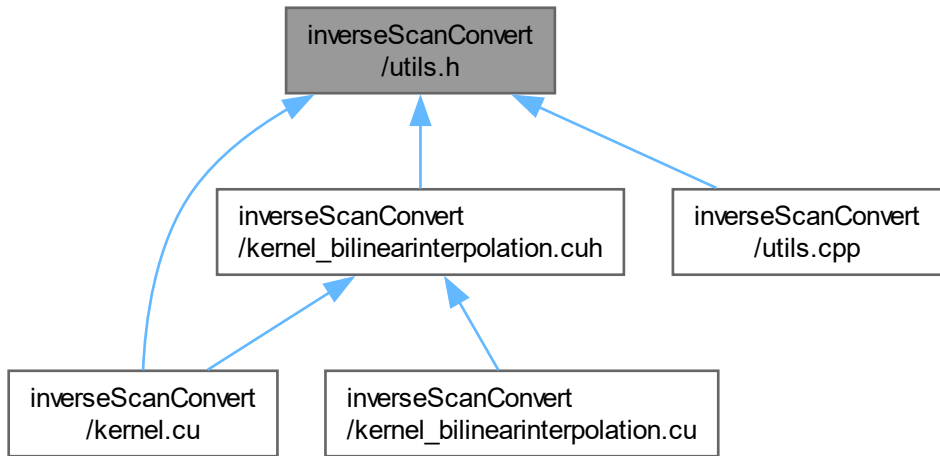 inverseScanConvert
/utils.h
inverseScanConvert
/kernel_bilinearinterpolation.cuh
inverseScanConvert
/utils.cpp
inverseScanConvert
/kernel.cu
inverseScanConvert
/kernel_bilinearinterpolation.cu